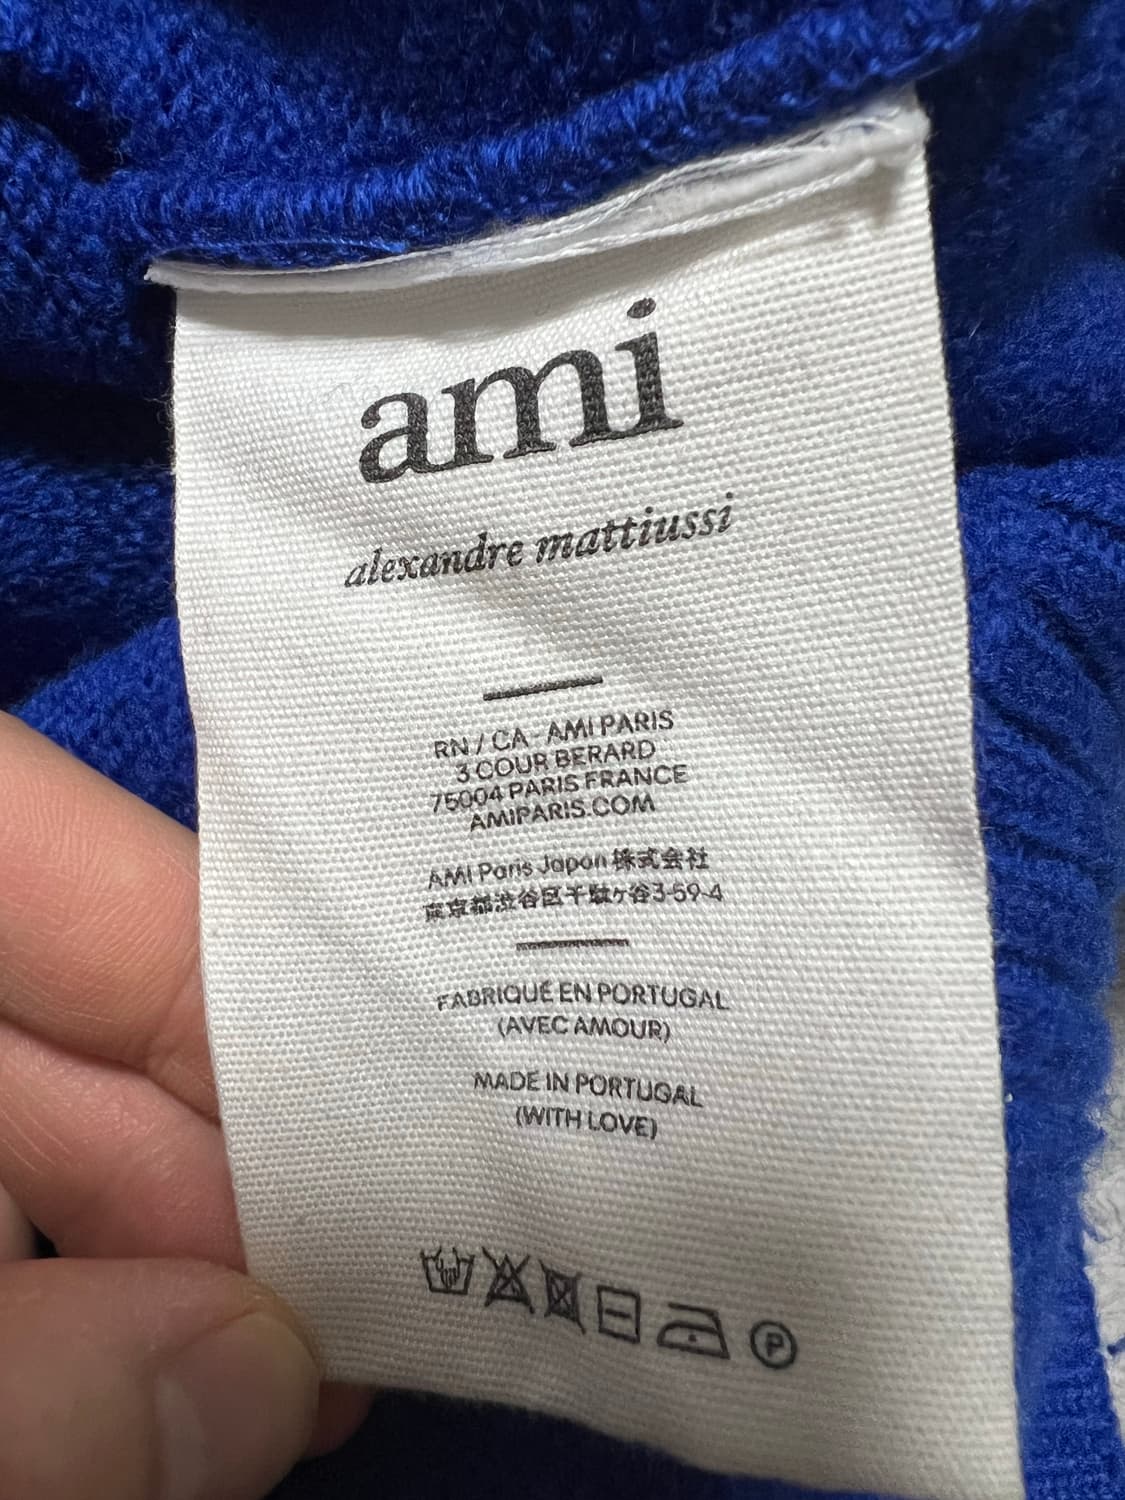 ami
alexandre mattiussi
RN / CA - AMI PARIS
3 COUR BERARD
75004 PARIS FRANCE
AMIPARIS.COM
AMI Paris Japon 株式会社
東京都渋谷区千駄ヶ谷3-59-4
FABRIQUÉ EN PORTUGAL
(AVEC AMOUR)
MADE IN PORTUGAL
(WITH LOVE)
P